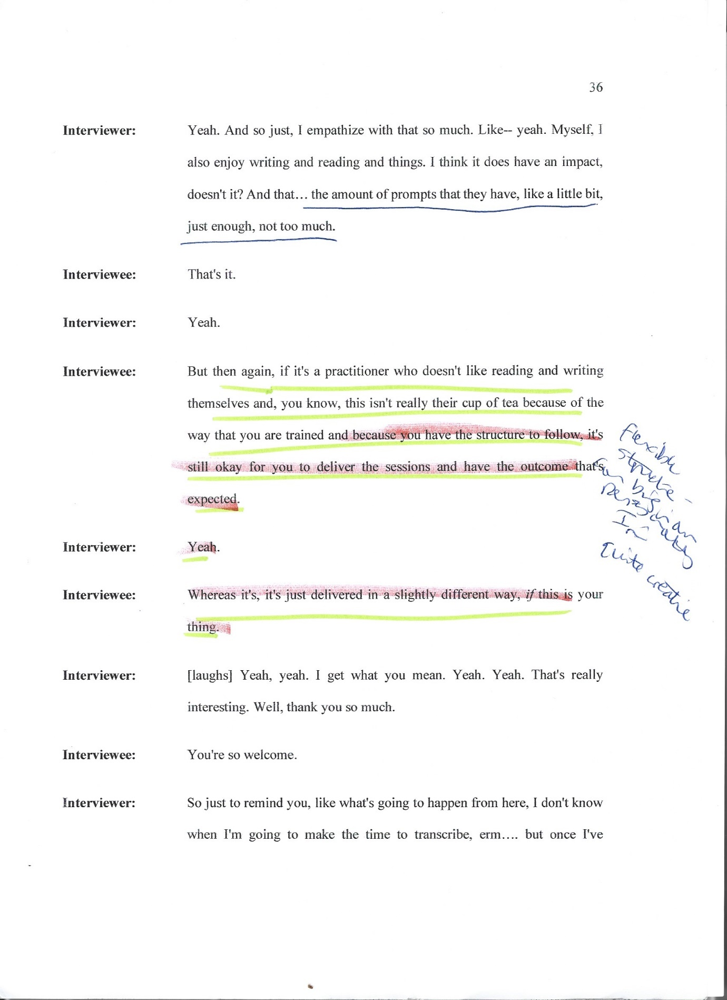 36
Interviewer: Yeah. And so just, I empathize with that so much. Like-- yeah. Myself, I
also enjoy writing and reading and things. I think it does have an impact,
doesn't it? And that… the amount of prompts that they have, like a little bit,
just enough, not too much.
Interviewee: That's it.
Interviewer: Yeah.
Interviewee: But then again, if it's a practitioner who doesn't like reading and writing
themselves and, you know, this isn't really their cup of tea because of the
way that you are trained and because you have the structure to follow, it's
still okay for you to deliver the sessions and have the outcome that's
expected.
Interviewer: Yeah.
Interviewee: Whereas it's, it's just delivered in a slightly different way, if this is your
thing.
Interviewer: [laughs] Yeah, yeah. I get what you mean. Yeah. Yeah. That's really
interesting. Well, thank you so much.
Interviewee: You're so welcome.
Interviewer: So just to remind you, like what's going to happen from here, I don't know
when I'm going to make the time to transcribe, erm…. but once I've
Flexible
structure -
can bring an
personality
In
Quite creative